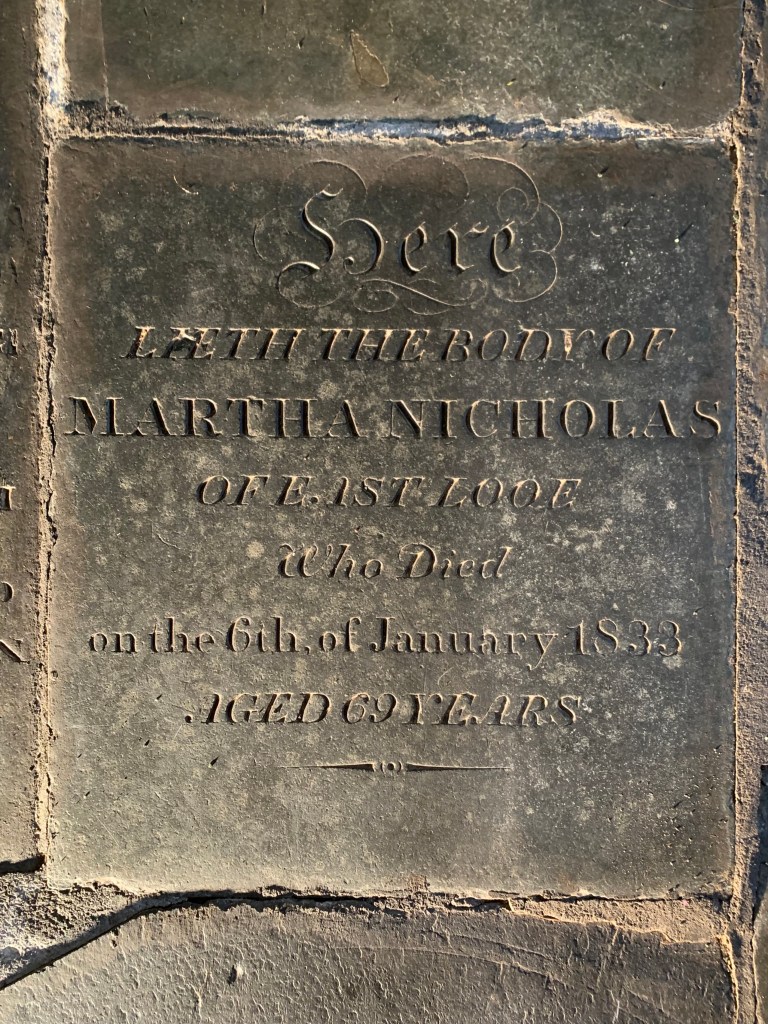 Here
LIETH THE BODY OF
MARTHA NICHOLAS
OF EAST LOOE
Who Died
on the 6th, of January 1833
AGED 69 YEARS